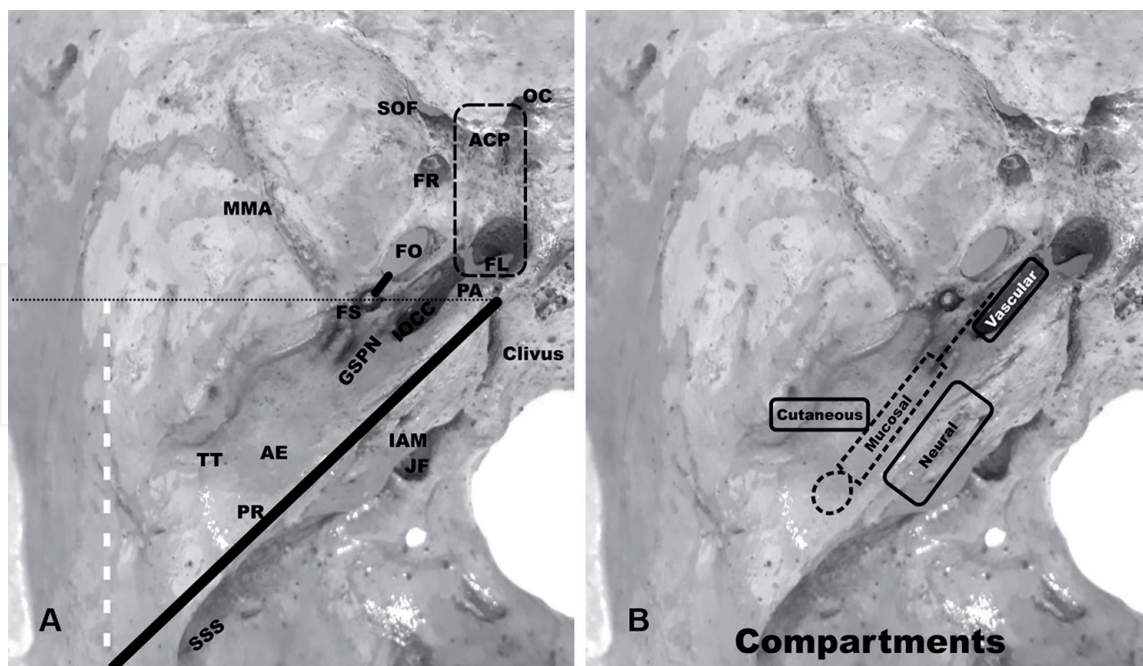 OC
SOF
ACP
FR
MMA
FO
FL
PA
FS
IOCC
GSPN
Clivus
IAM
AE
TT
JF
PR
SSS
A
Vascular
Cutaneous
Mucosal
Neural
B
Compartments